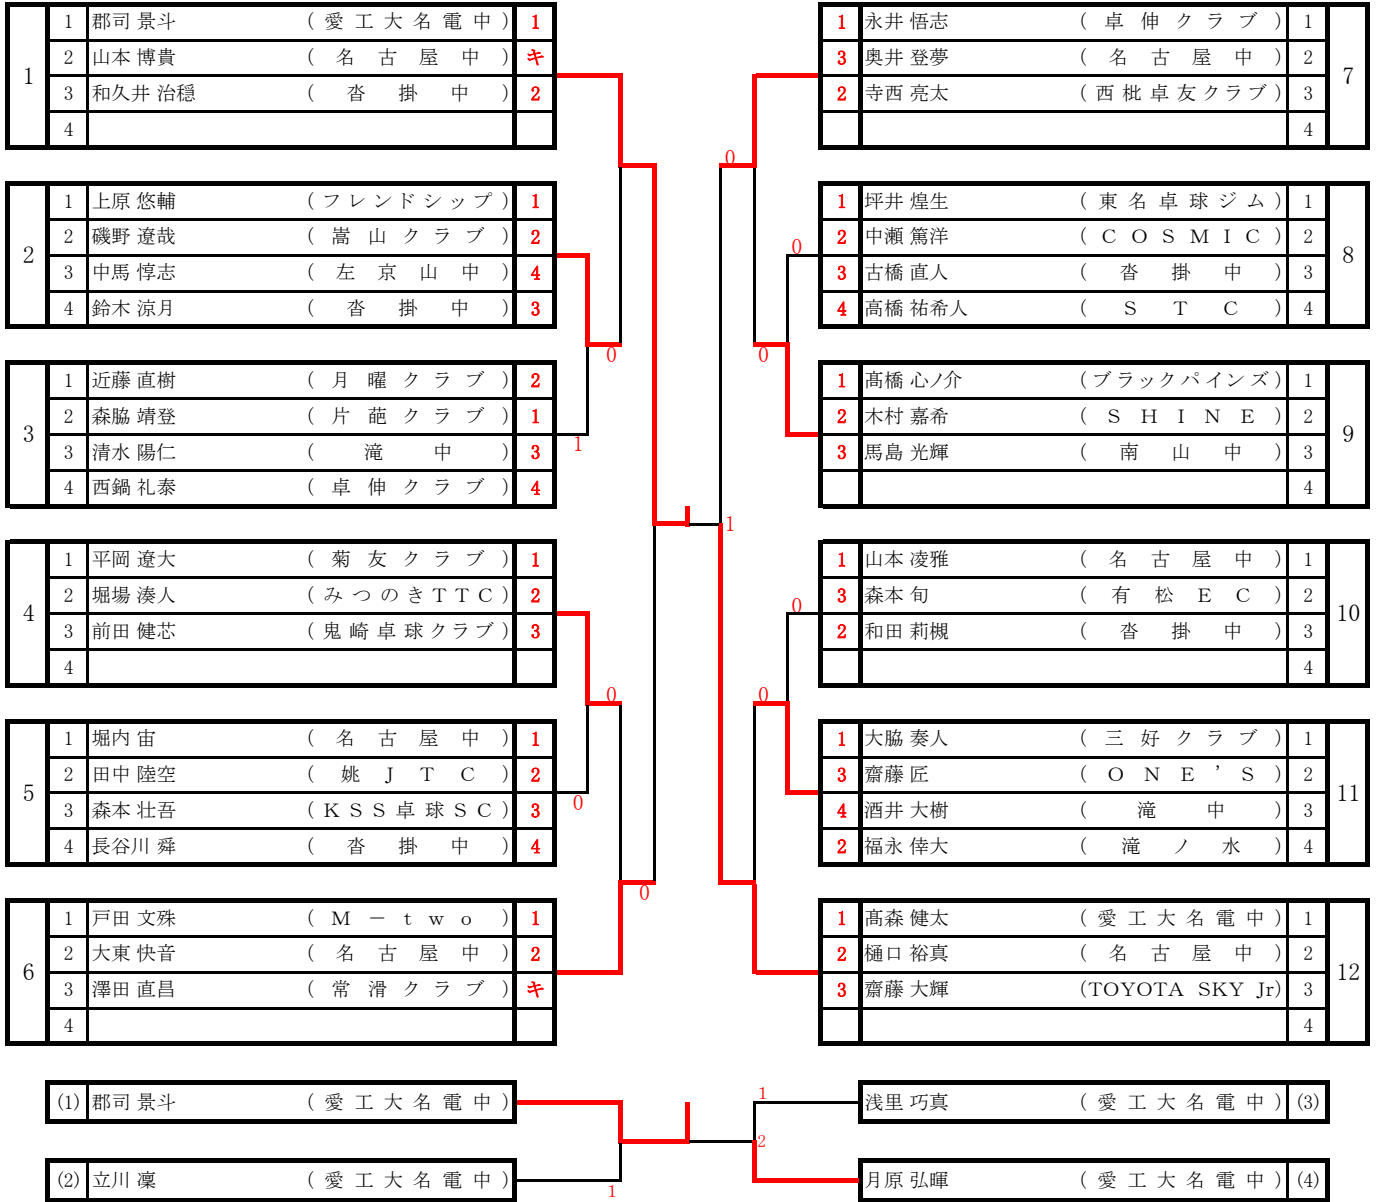 1
1 郡司 景斗 (愛工大名電中) 1
2 山本 博貴 (名古屋中) キ
3 和久井 治穏 (沓掛中) 2
4
2
1 上原 悠輔 (フレンドシップ) 1
2 磯野 遼哉 (嵩山クラブ) 2
3 中馬 惇志 (左京山中) 4
4 鈴木 涼月 (沓掛中) 3
0
3
1 近藤 直樹 (月曜クラブ) 2
2 森脇 靖登 (片葩クラブ) 1
3 清水 陽仁 (滝中) 3
4 西鍋 礼泰 (卓伸クラブ) 4
1
4
1 平岡 遼大 (菊友クラブ) 1
2 堀場 湊人 (みつのきTTC) 2
3 前田 健芯 (鬼崎卓球クラブ) 3
4
0
5
1 堀内 宙 (名古屋中) 1
2 田中 陸空 (姚JTC) 2
3 森本 壮吾 (KSS卓球SC) 3
4 長谷川 舜 (沓掛中) 4
0
0
6
1 戸田 文殊 (M−two) 1
2 大東 快音 (名古屋中) 2
3 澤田 直昌 (常滑クラブ) キ
4
7
1 永井 悟志 (卓伸クラブ) 1
3 奥井 登夢 (名古屋中) 2
2 寺西 亮太 (西枇卓友クラブ) 3
4
0
8
1 坪井 煌生 (東名卓球ジム) 1
2 中瀬 篤洋 (COSMIC) 2
3 古橋 直人 (沓掛中) 3
4 高橋 祐希人 (STC) 4
0
0
9
1 髙橋 心ノ介 (ブラックパインズ) 1
2 木村 嘉希 (SHINE) 2
3 馬島 光輝 (南山中) 3
4
1
10
1 山本 凌雅 (名古屋中) 1
3 森本 旬 (有松EC) 2
2 和田 莉槻 (沓掛中) 3
4
0
0
11
1 大脇 奏人 (三好クラブ) 1
3 齋藤 匠 (ONE'S) 2
4 酒井 大樹 (滝中) 3
2 福永 倖大 (滝ノ水) 4
12
1 髙森 健太 (愛工大名電中) 1
2 樋口 裕真 (名古屋中) 2
3 齋藤 大輝 (TOYOTA SKY Jr) 3
4
(1) 郡司 景斗 (愛工大名電中)
1
浅里 巧真 (愛工大名電中) (3)
2
(2) 立川 凜 (愛工大名電中)
1
月原 弘暉 (愛工大名電中) (4)